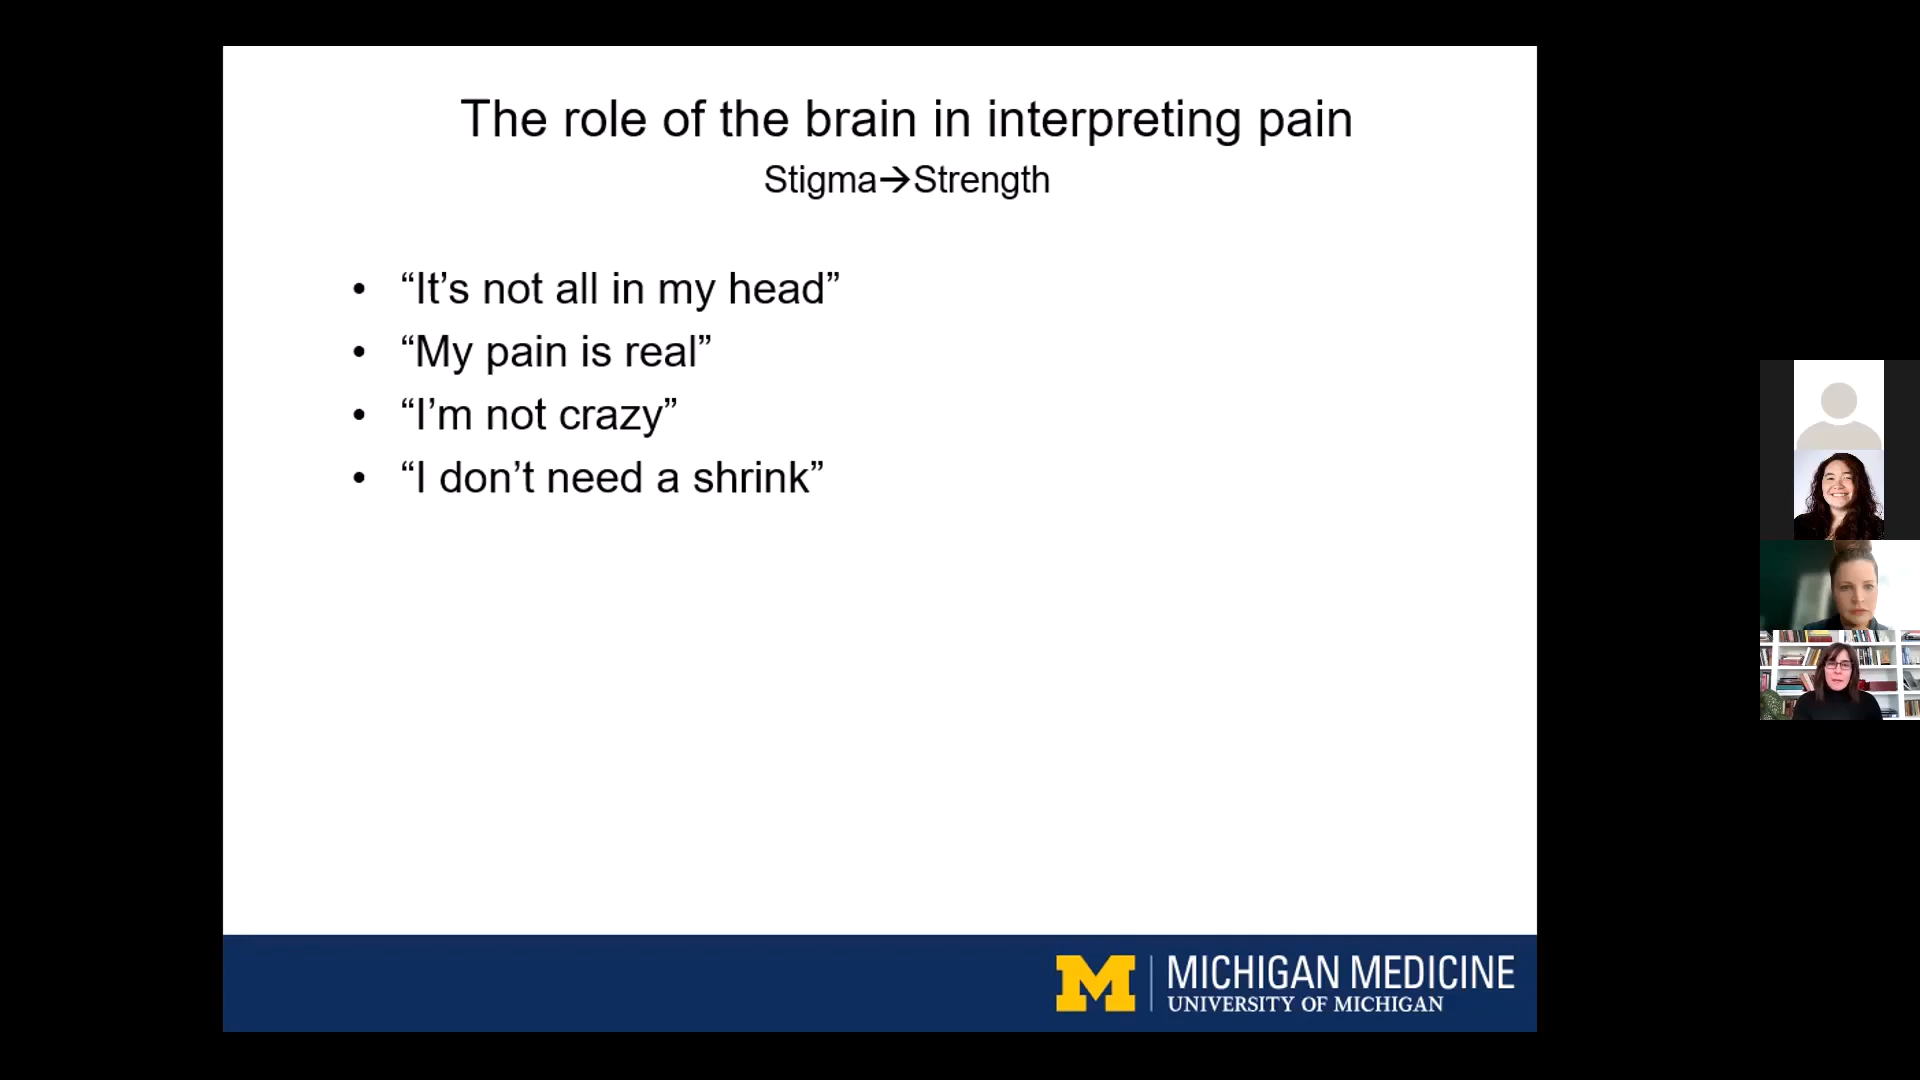 The role of the brain in interpreting pain
Stigma→Strength
• “It’s not all in my head”
• “My pain is real”
• “I’m not crazy”
• “I don’t need a shrink”
M | MICHIGAN MEDICINE
UNIVERSITY OF MICHIGAN